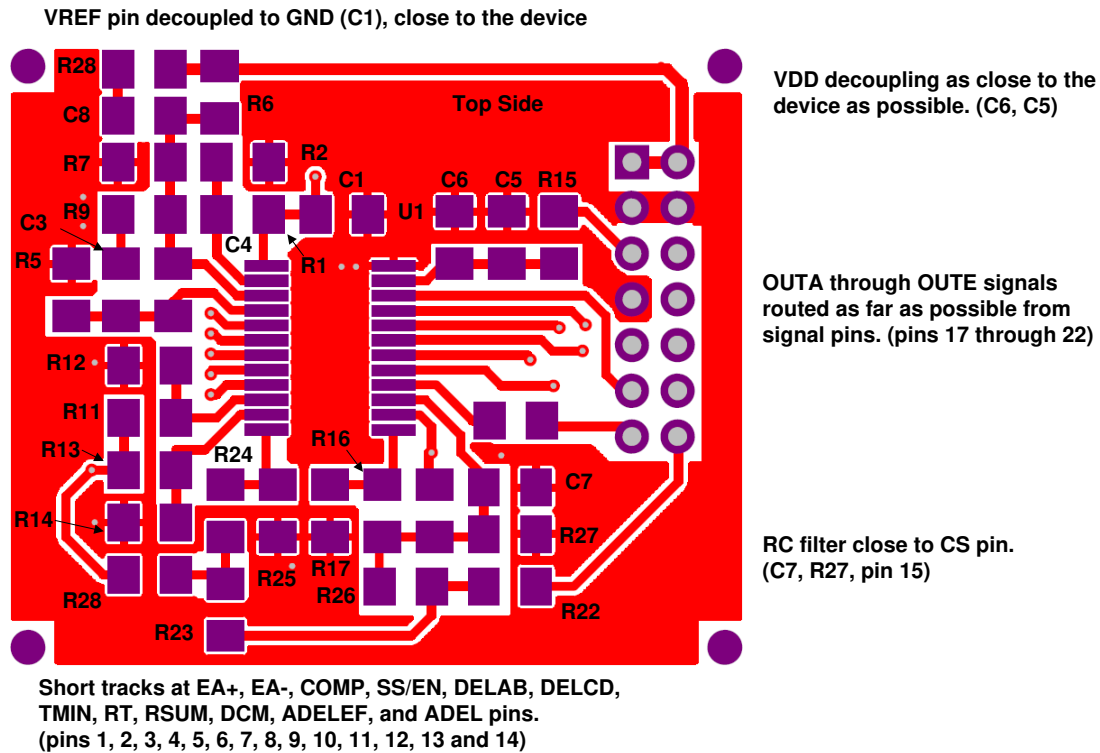 VREF pin decoupled to GND (C1), close to the device
R28
C8
R6
Top Side
VDD decoupling as close to the
device as possible. (C6, C5)
R7
R2
C1
C6
C5
R15
R9
C3
U1
C4
R5
R1
OUTA through OUTE signals
routed as far as possible from
signal pins. (pins 17 through 22)
R12
R11
R13
R24
R16
C7
R14
R27
R25
R17
R28
R26
R22
RC filter close to CS pin.
(C7, R27, pin 15)
R23
Short tracks at EA+, EA-, COMP, SS/EN, DELAB, DELCD,
TMIN, RT, RSUM, DCM, ADELEF, and ADEL pins.
(pins 1, 2, 3, 4, 5, 6, 7, 8, 9, 10, 11, 12, 13 and 14)